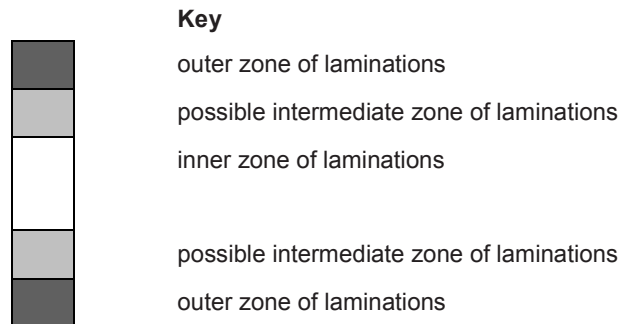 Key
outer zone of laminations
possible intermediate zone of laminations
inner zone of laminations
possible intermediate zone of laminations
outer zone of laminations